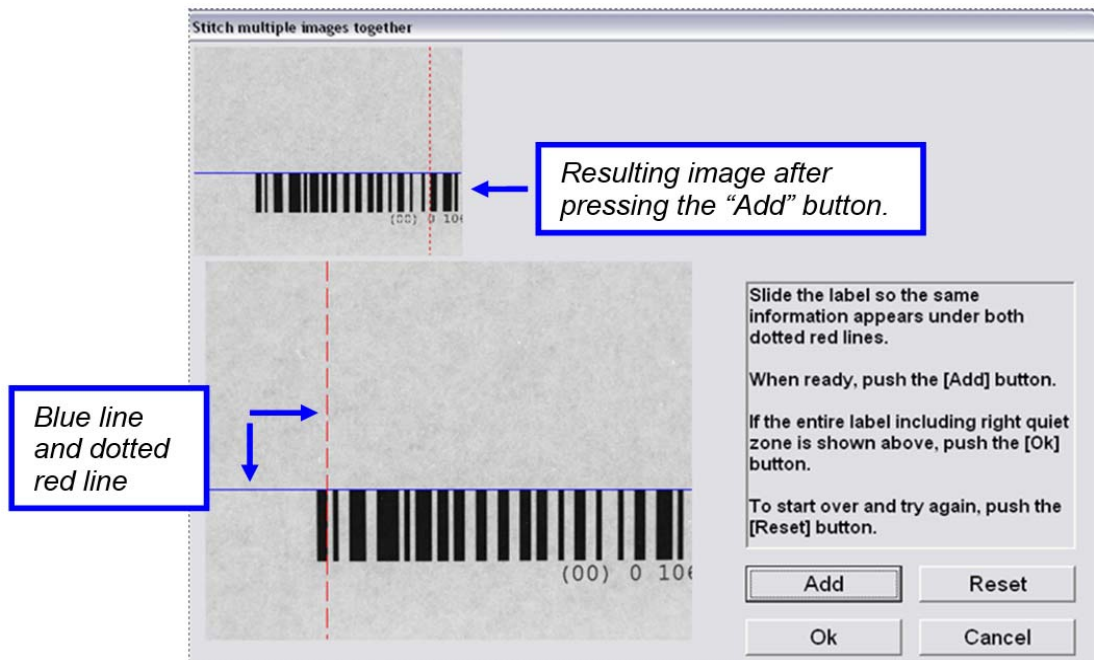 Stitch multiple images together
(00) 0 106
Resulting image after
pressing the “Add” button.
Blue line
and dotted
red line
(00) 0 106
Slide the label so the same
information appears under both
dotted red lines.
When ready, push the [Add] button.
If the entire label including right quiet
zone is shown above, push the [Ok]
button.
To start over and try again, push the
[Reset] button.
Add
Reset
Ok
Cancel